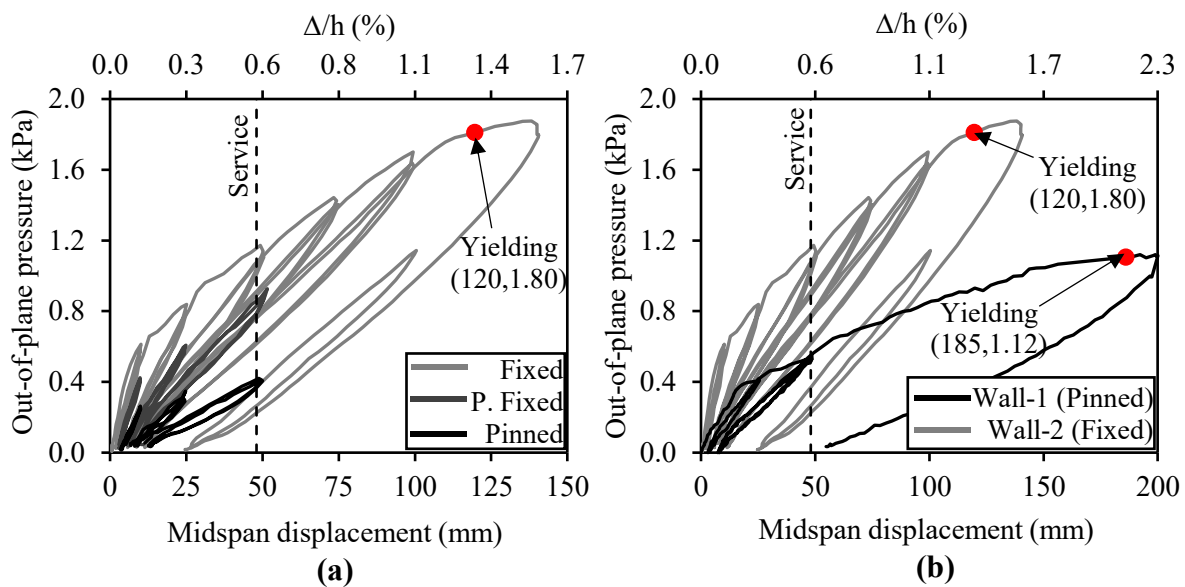 Δ/h (%)
0.0 0.3 0.6 0.8 1.1 1.4 1.7
Out-of-plane pressure (kPa)
2.0
1.6
1.2
0.8
0.4
0.0
Service
Yielding
(120,1.80)
Fixed
P. Fixed
Pinned
0 25 50 75 100 125 150
Midspan displacement (mm)
(a)
Δ/h (%)
0.0 0.6 1.1 1.7 2.3
Out-of-plane pressure (kPa)
2.0
1.6
1.2
0.8
0.4
0.0
Service
Yielding
(120,1.80)
Yielding
(185,1.12)
Wall-1 (Pinned)
Wall-2 (Fixed)
0 50 100 150 200
Midspan displacement (mm)
(b)